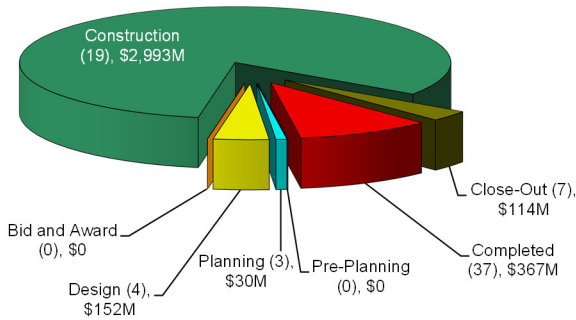 Construction
(19), $2,993M
Close-Out (7),
$114M
Completed
(37), $367M
Pre-Planning
(0), $0
Planning (3),
$30M
Design (4),
$152M
Bid and Award
(0), $0